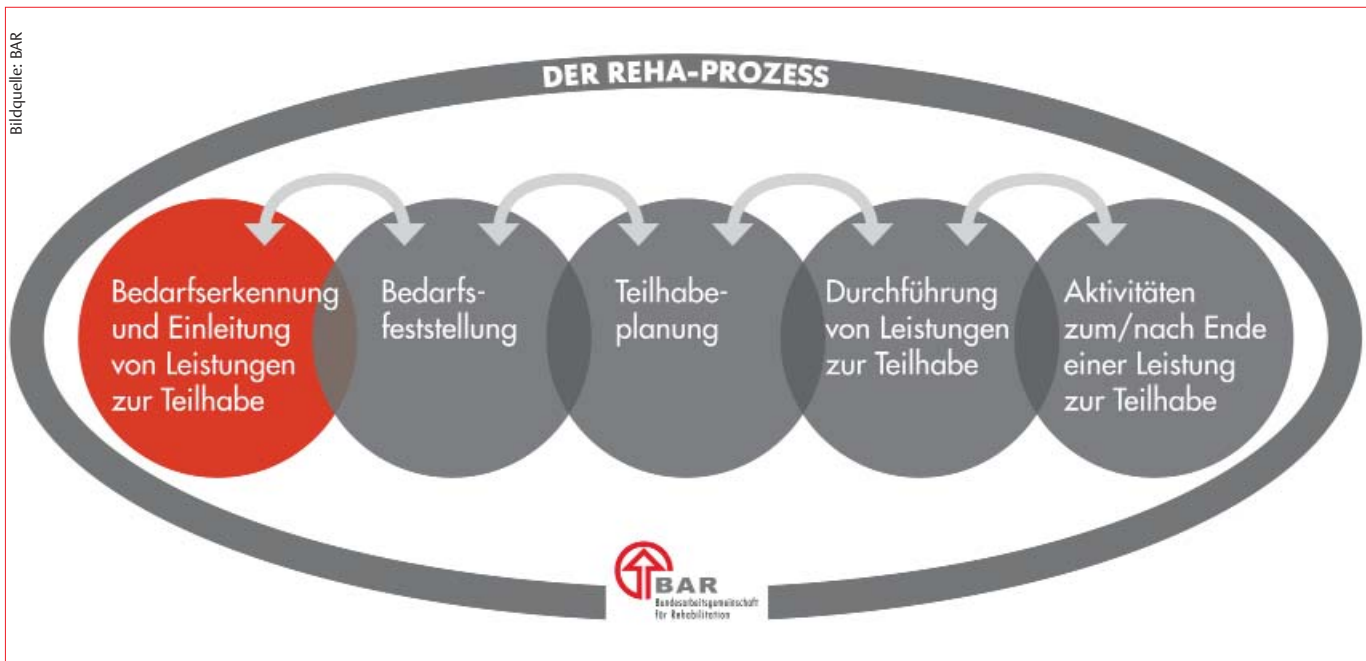 Bildquelle: BAR
DER REHA-PROZESS
Bedarfserkennung
und Einleitung
von Leistungen
zur Teilhabe
Bedarfs-
feststellung
Teilhabe-
planung
Durchführung
von Leistungen
zur Teilhabe
Aktivitäten
zum/nach Ende
einer Leistung
zur Teilhabe
BAR
Bundesarbeitsgemeinschaft
für Rehabilitation